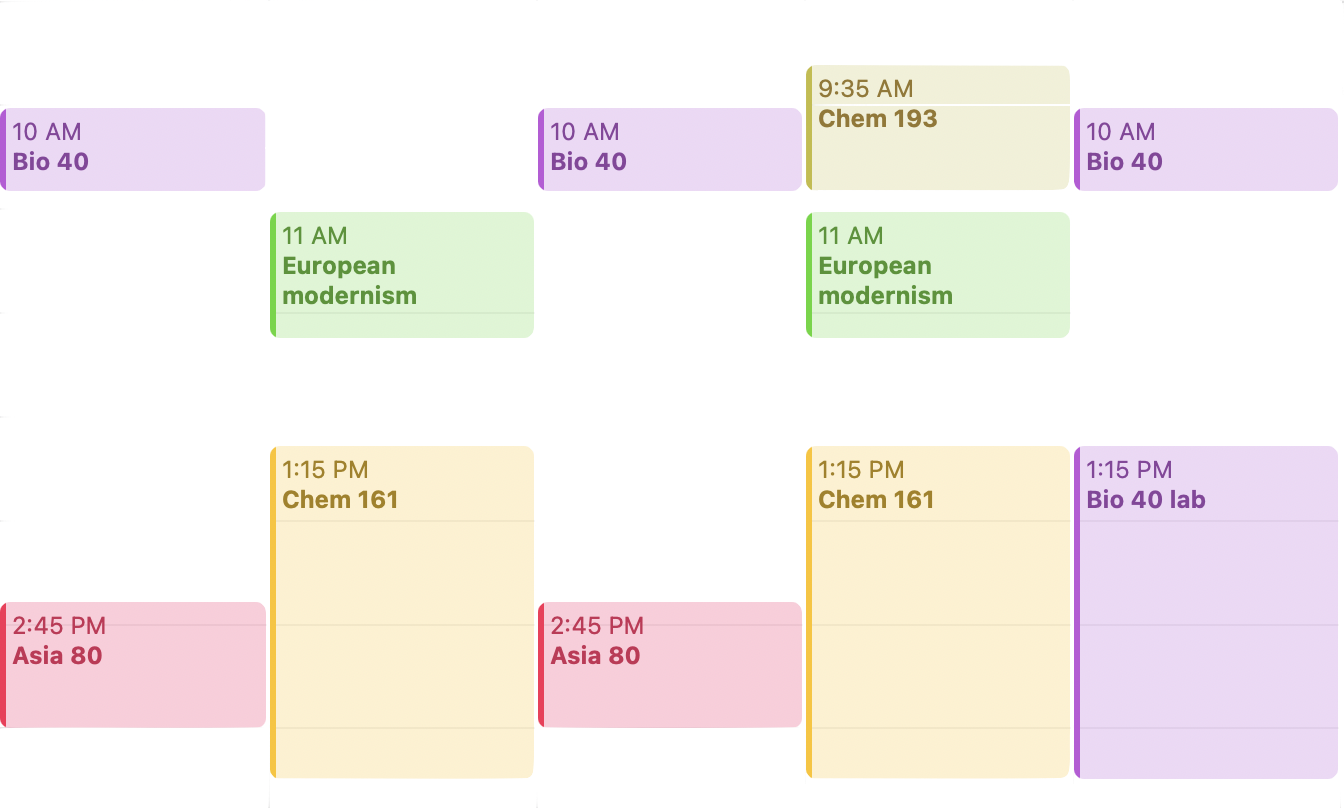 10 AM
Bio 40
2:45 PM
Asia 80
11 AM
European
modernism
1:15 PM
Chem 161
10 AM
Bio 40
2:45 PM
Asia 80
9:35 AM
Chem 193
11 AM
European
modernism
1:15 PM
Chem 161
10 AM
Bio 40
1:15 PM
Bio 40 lab